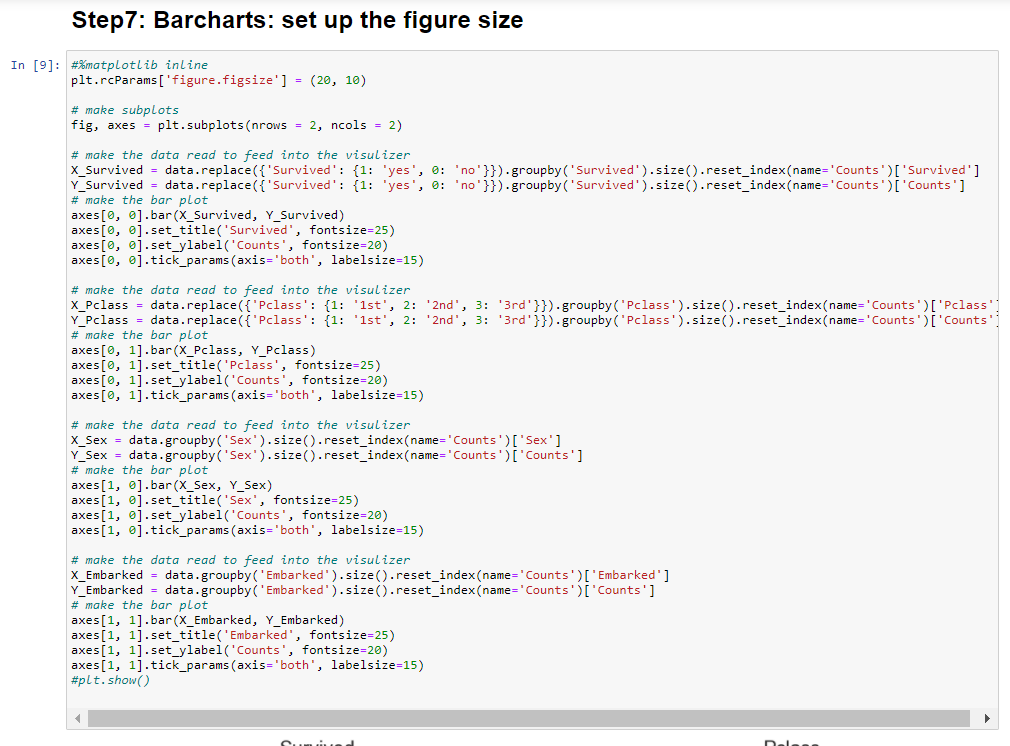 Step7: Barcharts: set up the figure size
In [9]:
#%matplotlib inline
plt.rcParams['figure.figsize'] = (20, 10)
# make subplots
fig, axes = plt.subplots(nrows = 2, ncols = 2)
# make the data read to feed into the visulizer
X_Survived = data.replace({'Survived': {1: 'yes', 0: 'no'}}).groupby('Survived').size().reset_index(name='Counts')['Survived']
Y_Survived = data.replace({'Survived': {1: 'yes', 0: 'no'}}).groupby('Survived').size().reset_index(name='Counts')['Counts']
# make the bar plot
axes[0, 0].bar(X_Survived, Y_Survived)
axes[0, 0].set_title('Survived', fontsize=25)
axes[0, 0].set_ylabel('Counts', fontsize=20)
axes[0, 0].tick_params(axis='both', labelsize=15)
# make the data read to feed into the visulizer
X_Pclass = data.replace({'Pclass': {1: '1st', 2: '2nd', 3: '3rd'}}).groupby('Pclass').size().reset_index(name='Counts')['Pclass']
Y_Pclass = data.replace({'Pclass': {1: '1st', 2: '2nd', 3: '3rd'}}).groupby('Pclass').size().reset_index(name='Counts')['Counts']
# make the bar plot
axes[0, 1].bar(X_Pclass, Y_Pclass)
axes[0, 1].set_title('Pclass', fontsize=25)
axes[0, 1].set_ylabel('Counts', fontsize=20)
axes[0, 1].tick_params(axis='both', labelsize=15)
# make the data read to feed into the visulizer
X_Sex = data.groupby('Sex').size().reset_index(name='Counts')['Sex']
Y_Sex = data.groupby('Sex').size().reset_index(name='Counts')['Counts']
# make the bar plot
axes[1, 0].bar(X_Sex, Y_Sex)
axes[1, 0].set_title('Sex', fontsize=25)
axes[1, 0].set_ylabel('Counts', fontsize=20)
axes[1, 0].tick_params(axis='both', labelsize=15)
# make the data read to feed into the visulizer
X_Embarked = data.groupby('Embarked').size().reset_index(name='Counts')['Embarked']
Y_Embarked = data.groupby('Embarked').size().reset_index(name='Counts')['Counts']
# make the bar plot
axes[1, 1].bar(X_Embarked, Y_Embarked)
axes[1, 1].set_title('Embarked', fontsize=25)
axes[1, 1].set_ylabel('Counts', fontsize=20)
axes[1, 1].tick_params(axis='both', labelsize=15)
#plt.show()
Survived Pclass